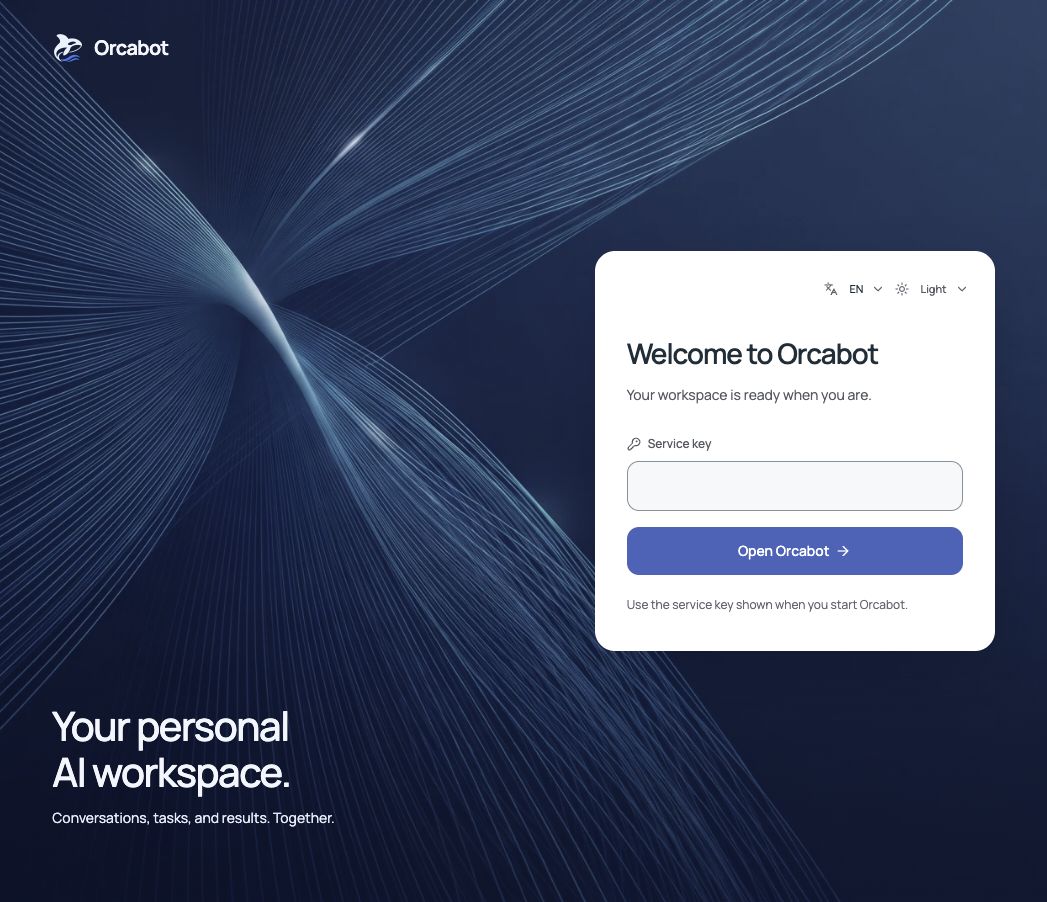 Orcabot
EN
Light
Welcome to Orcabot
Your workspace is ready when you are.
Service key
Open Orcabot
Use the service key shown when you start Orcabot.
Your personal
AI workspace.
Conversations, tasks, and results. Together.